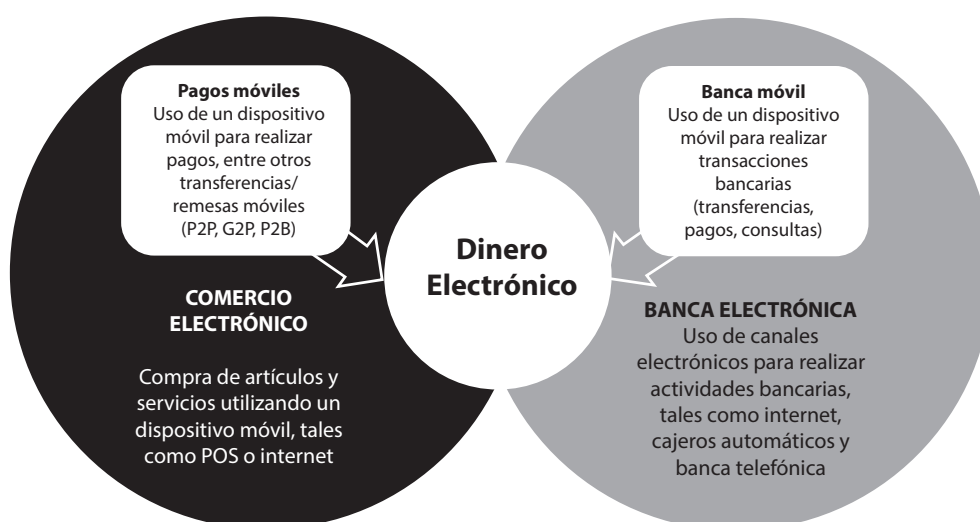 Pagos móviles
Uso de un dispositivo
móvil para realizar
pagos, entre otros
transferencias/
remesas móviles
(P2P, G2P, P2B)
COMERCIO
ELECTRÓNICO
Compra de artículos y
servicios utilizando un
dispositivo móvil, tales
como POS o internet
Dinero
Electrónico
Banca móvil
Uso de un dispositivo
móvil para realizar
transacciones
bancarias
(transferencias,
pagos, consultas)
BANCA ELECTRÓNICA
Uso de canales
electrónicos para realizar
actividades bancarias,
tales como internet,
cajeros automáticos y
banca telefónica